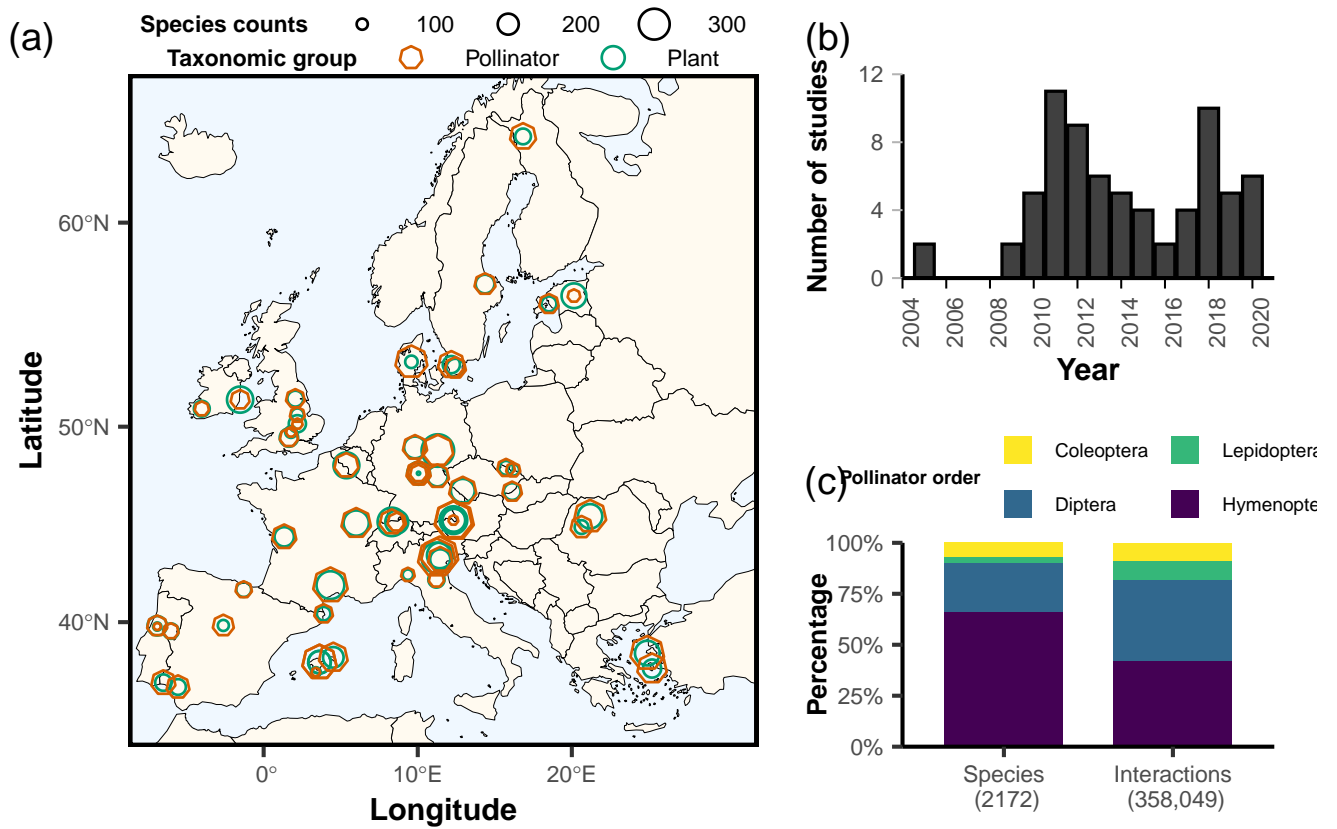 (a)
Species counts 100 200 300
Taxonomic group Pollinator Plant
60°N
50°N
40°N
Latitude
0° 10°E 20°E
Longitude
(b)
Number of studies
12
8
4
0
2004 2006 2008 2010 2012 2014 2016 2018 2020
Year
(c)
Pollinator order
Coleoptera Lepidoptera
Diptera Hymenopte
Percentage
100%
75%
50%
25%
0%
Species Interactions
(2172) (358,049)